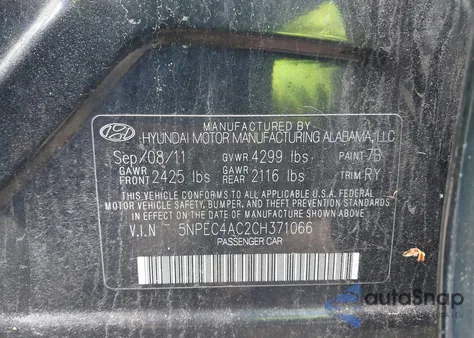 MANUFACTURED BY
HYUNDAI MOTOR MANUFACTURING ALABAMA, LLC
Sep/08/11 GVWR 4299 lbs PAINT 7B
GAWR FRONT 2425 lbs GAWR REAR 2116 lbs TRIM RY
THIS VEHICLE CONFORMS TO ALL APPLICABLE U.S.A FEDERAL
MOTOR VEHICLE SAFETY, BUMPER, AND THEFT PREVENTION STANDARDS
IN EFFECT ON THE DATE OF MANUFACTURE SHOWN ABOVE.
V.I.N 5NPEC4AC2CH371066
PASSENGER CAR
autoSnap